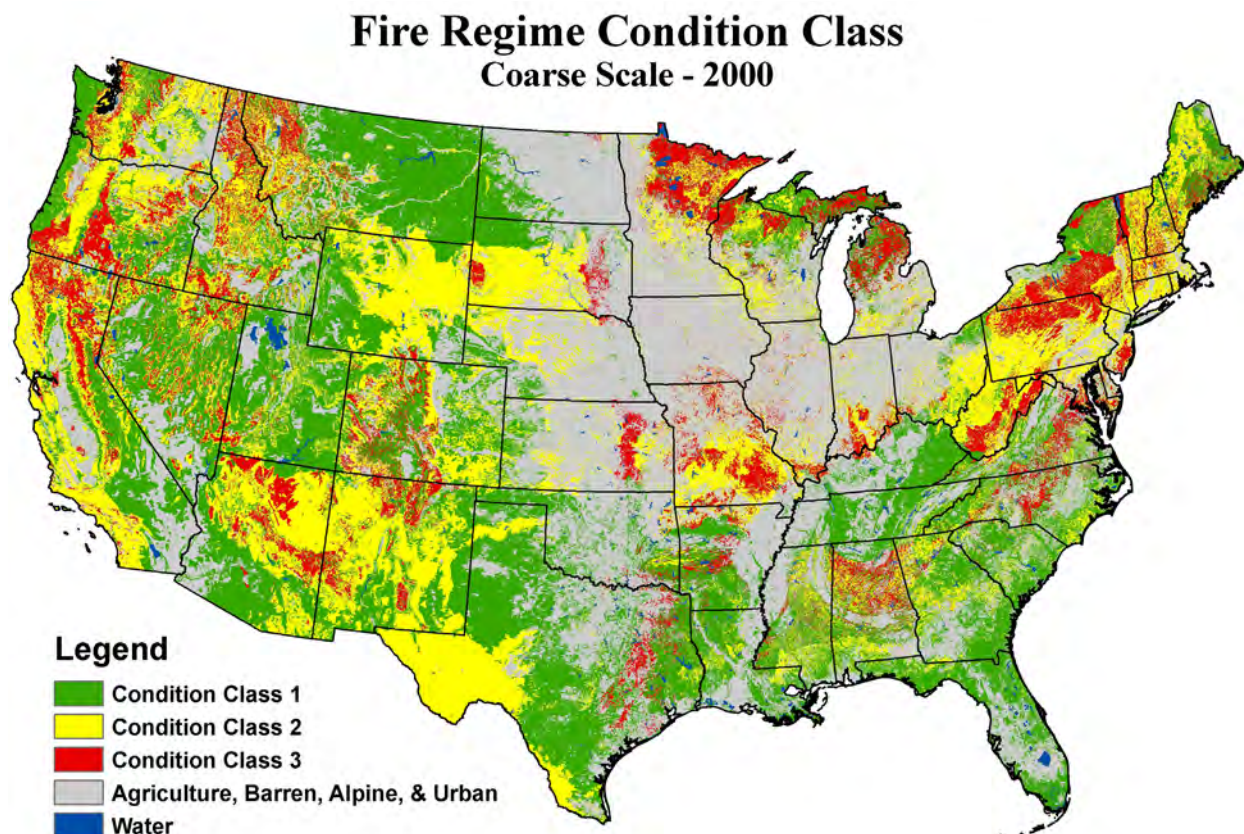 Fire Regime Condition Class
Coarse Scale - 2000
Legend
Condition Class 1
Condition Class 2
Condition Class 3
Agriculture, Barren, Alpine, & Urban
Water